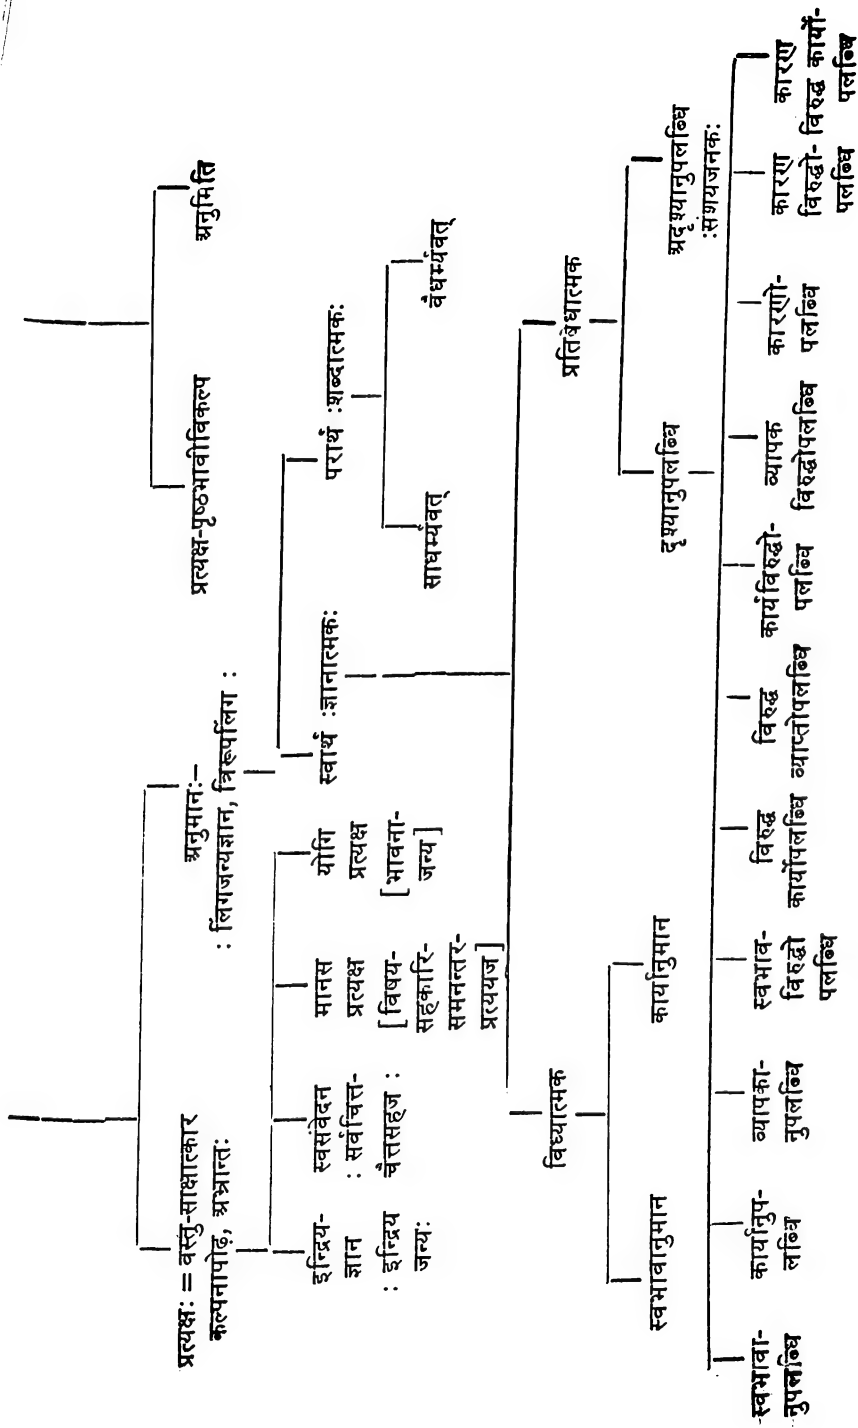 प्रत्यक्ष: = वस्तु-साक्षात्कार
कल्पनापोढ़, अभ्रान्त:
अनुमान:—
: लिंगजन्यज्ञान, त्रिरूपलिंग :
प्रत्यक्ष-पृष्ठभावीविकल्प
अनुमिति
इन्द्रिय-
ज्ञान
: इन्द्रिय
जन्य:
स्वसंवेदन
: सर्वचित्त-
चैत्तसहज :
मानस
प्रत्यक्ष
[ विषय-
सहकारि-
समनन्तर-
प्रत्ययज ]
योगि
प्रत्यक्ष
[ भावना-
जन्य ]
स्वार्थ :ज्ञानात्मक:
परार्थ :शब्दात्मक:
साधर्म्यवत्
वैधर्म्यवत्
विध्यात्मक
प्रतिषेधात्मक
स्वभावानुमान
कार्यानुमान
दृश्यानुपलब्धि
अदृश्यानुपलब्धि
:संशयजनक:
स्वभावा-
नुपलब्धि
कार्यानुप-
लब्धि
व्यापका-
नुपलब्धि
स्वभाव-
विरुद्धो
पलब्धि
विरुद्ध
कार्योपलब्धि
विरुद्ध
व्याप्तोपलब्धि
कार्यविरुद्धो-
पलब्धि
व्यापक
विरुद्धोपलब्धि
कारणो-
पलब्धि
कारण
विरुद्धो-
पलब्धि
कारण
विरुद्ध कार्यो-
पलब्धि